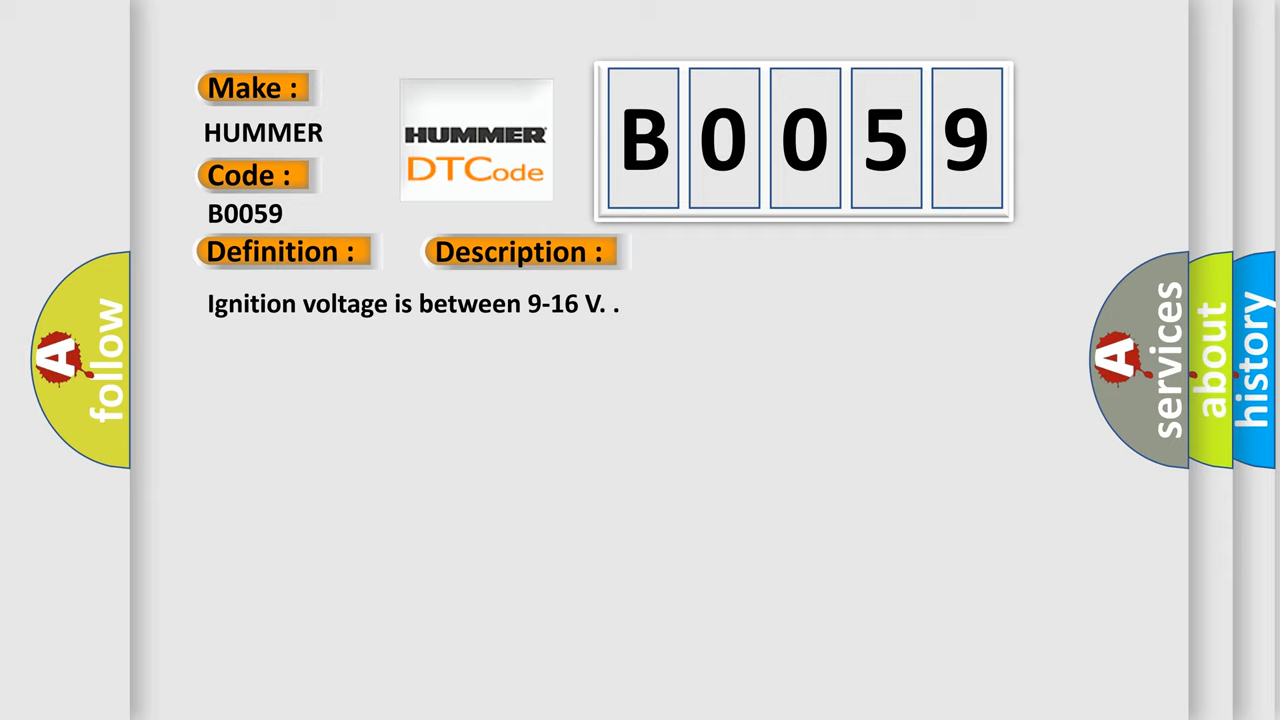 Make :
HUMMER
Code :
B0059
Definition :
Description :
Ignition voltage is between 9-16 V. .
HUMMER
DTCode
B0059
A follow
A services
about
history